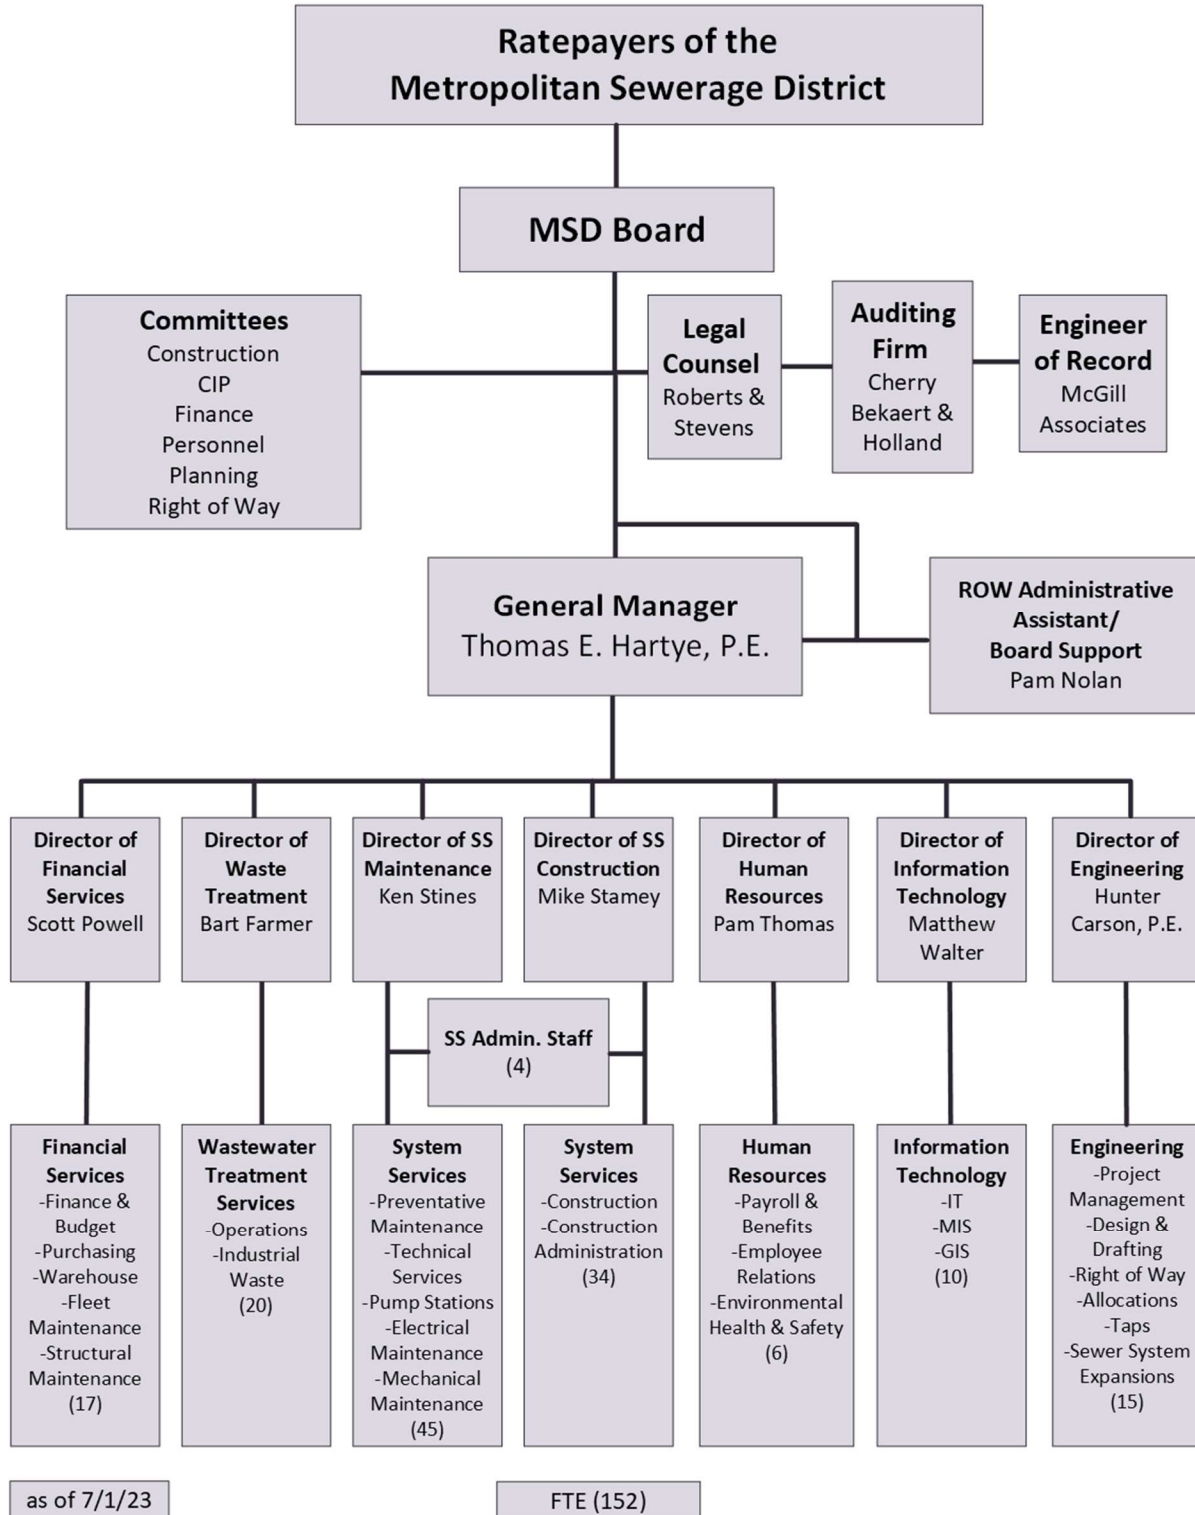 Ratepayers of the
Metropolitan Sewerage District
MSD Board
Committees
Construction
CIP
Finance
Personnel
Planning
Right of Way
Legal
Counsel
Roberts &
Stevens
Auditing
Firm
Cherry
Bekaert &
Holland
Engineer
of Record
McGill
Associates
General Manager
Thomas E. Hartye, P.E.
ROW Administrative
Assistant/
Board Support
Pam Nolan
Director of
Financial
Services
Scott Powell
Director of
Waste
Treatment
Bart Farmer
Director of SS
Maintenance
Ken Stines
Director of SS
Construction
Mike Stamey
Director of
Human
Resources
Pam Thomas
Director of
Information
Technology
Matthew
Walter
Director of
Engineering
Hunter
Carson, P.E.
SS Admin. Staff
(4)
Financial
Services
-Finance &
Budget
-Purchasing
-Warehouse
-Fleet
Maintenance
-Structural
Maintenance
(17)
Wastewater
Treatment
Services
-Operations
-Industrial
Waste
(20)
System
Services
-Preventative
Maintenance
-Technical
Services
-Pump Stations
-Electrical
Maintenance
-Mechanical
Maintenance
(45)
System
Services
-Construction
-Construction
Administration
(34)
Human
Resources
-Payroll &
Benefits
-Employee
Relations
-Environmental
Health & Safety
(6)
Information
Technology
-IT
-MIS
-GIS
(10)
Engineering
-Project
Management
-Design &
Drafting
-Right of Way
-Allocations
-Taps
-Sewer System
Expansions
(15)
as of 7/1/23
FTE (152)